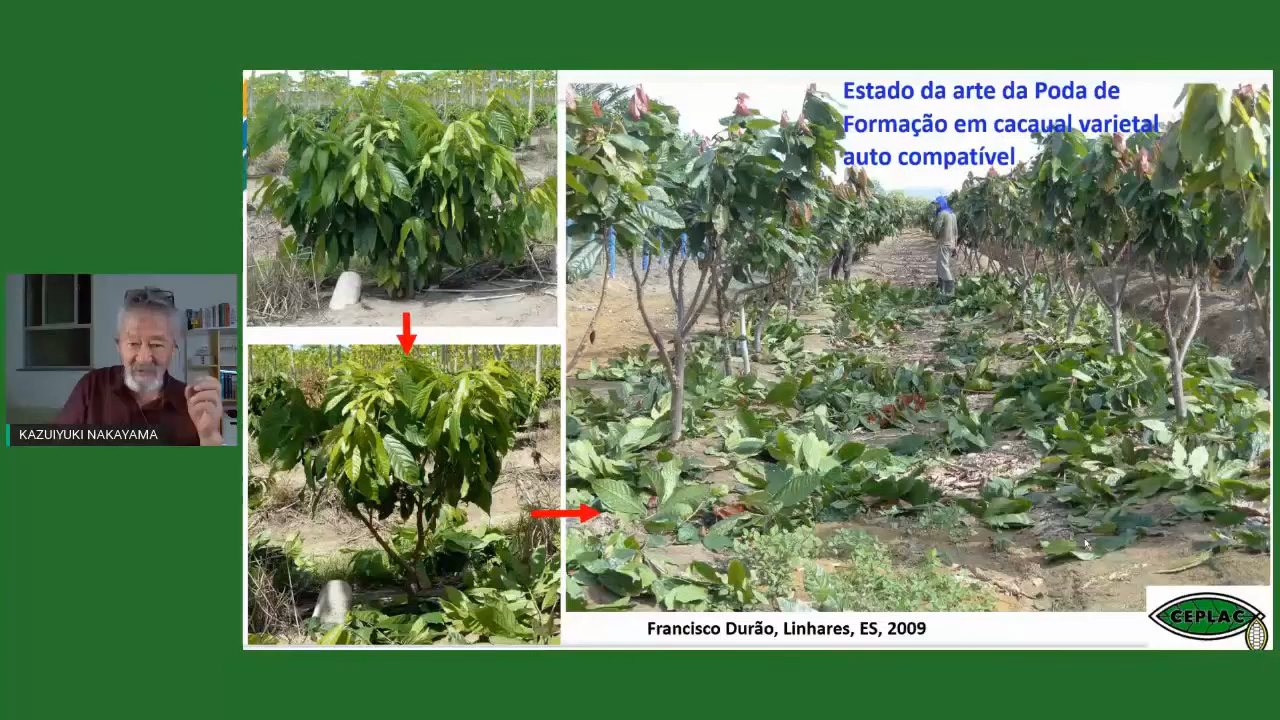 Estado da arte da Poda de
Formação em cacaual varietal
auto compatível
KAZUIYUKI NAKAYAMA
Francisco Durão, Linhares, ES, 2009
CEPLAC